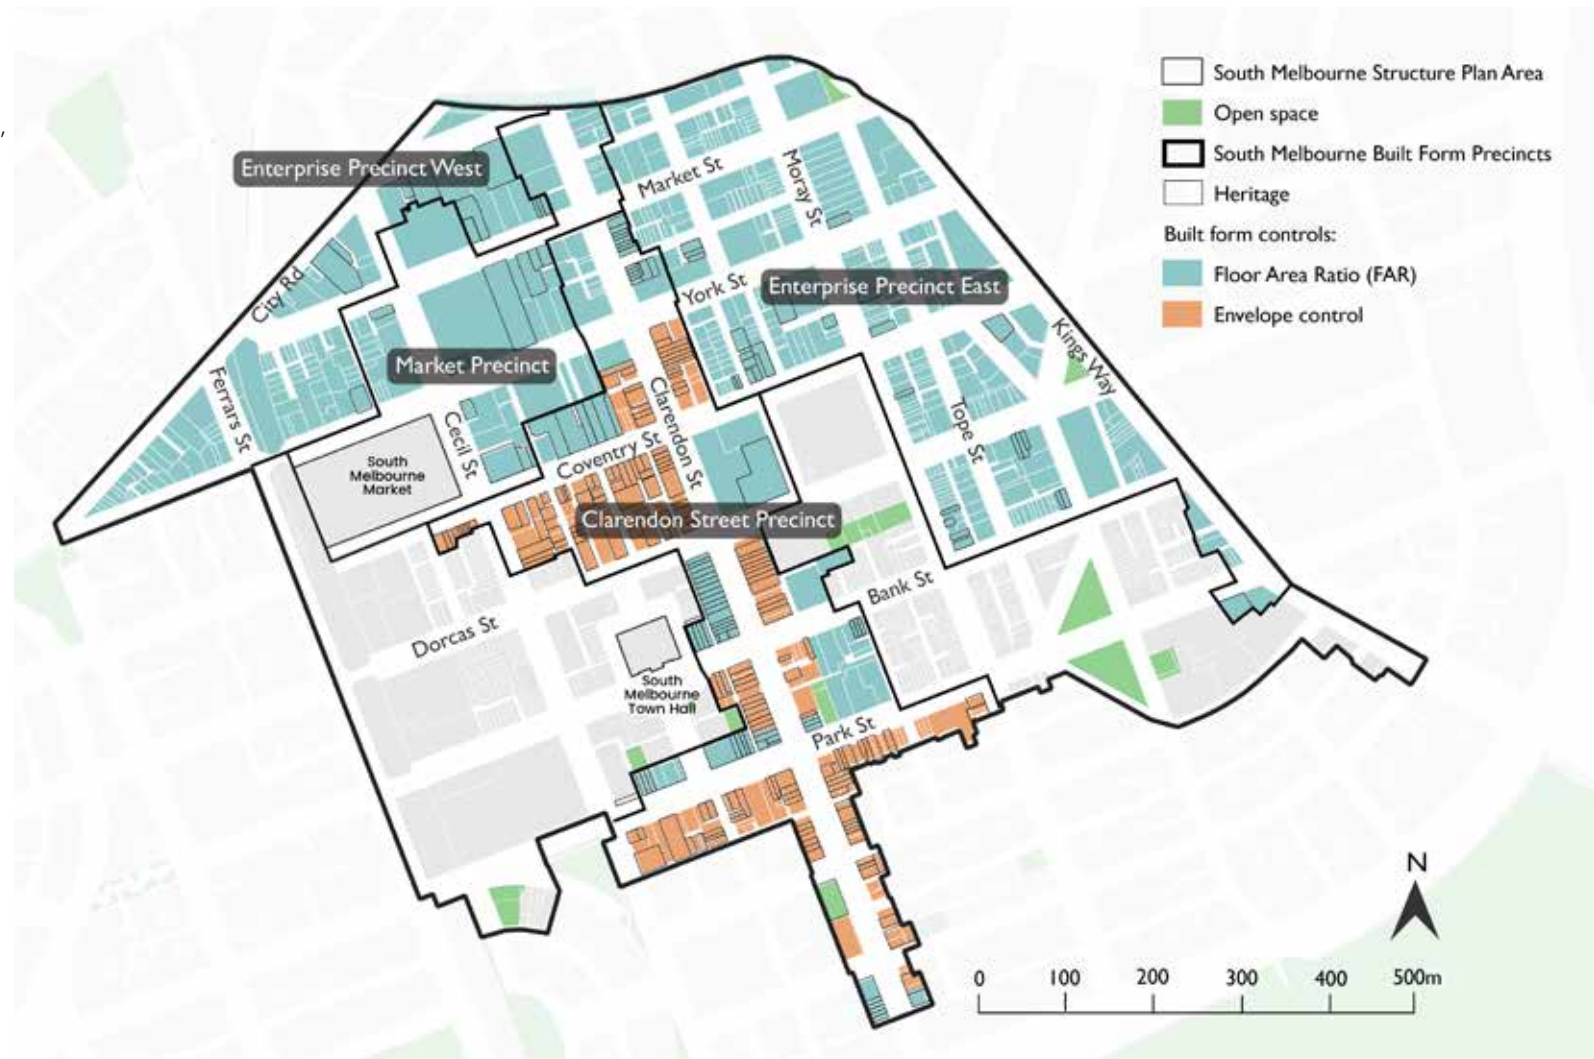 South Melbourne Structure Plan Area
Open space
South Melbourne Built Form Precincts
Heritage
Built form controls:
Floor Area Ratio (FAR)
Envelope control
,
Enterprise Precinct West
Market St
Moray St
City Rd
York St
Enterprise Precinct East
Kings Way
Market Precinct
Ferrars St
Clarendon St
Tope St
Cecil St
Coventry St
South
Melbourne
Market
Clarendon Street Precinct
Bank St
Dorcas St
South
Melbourne
Town Hall
Park St
N
0 100 200 300 400 500m